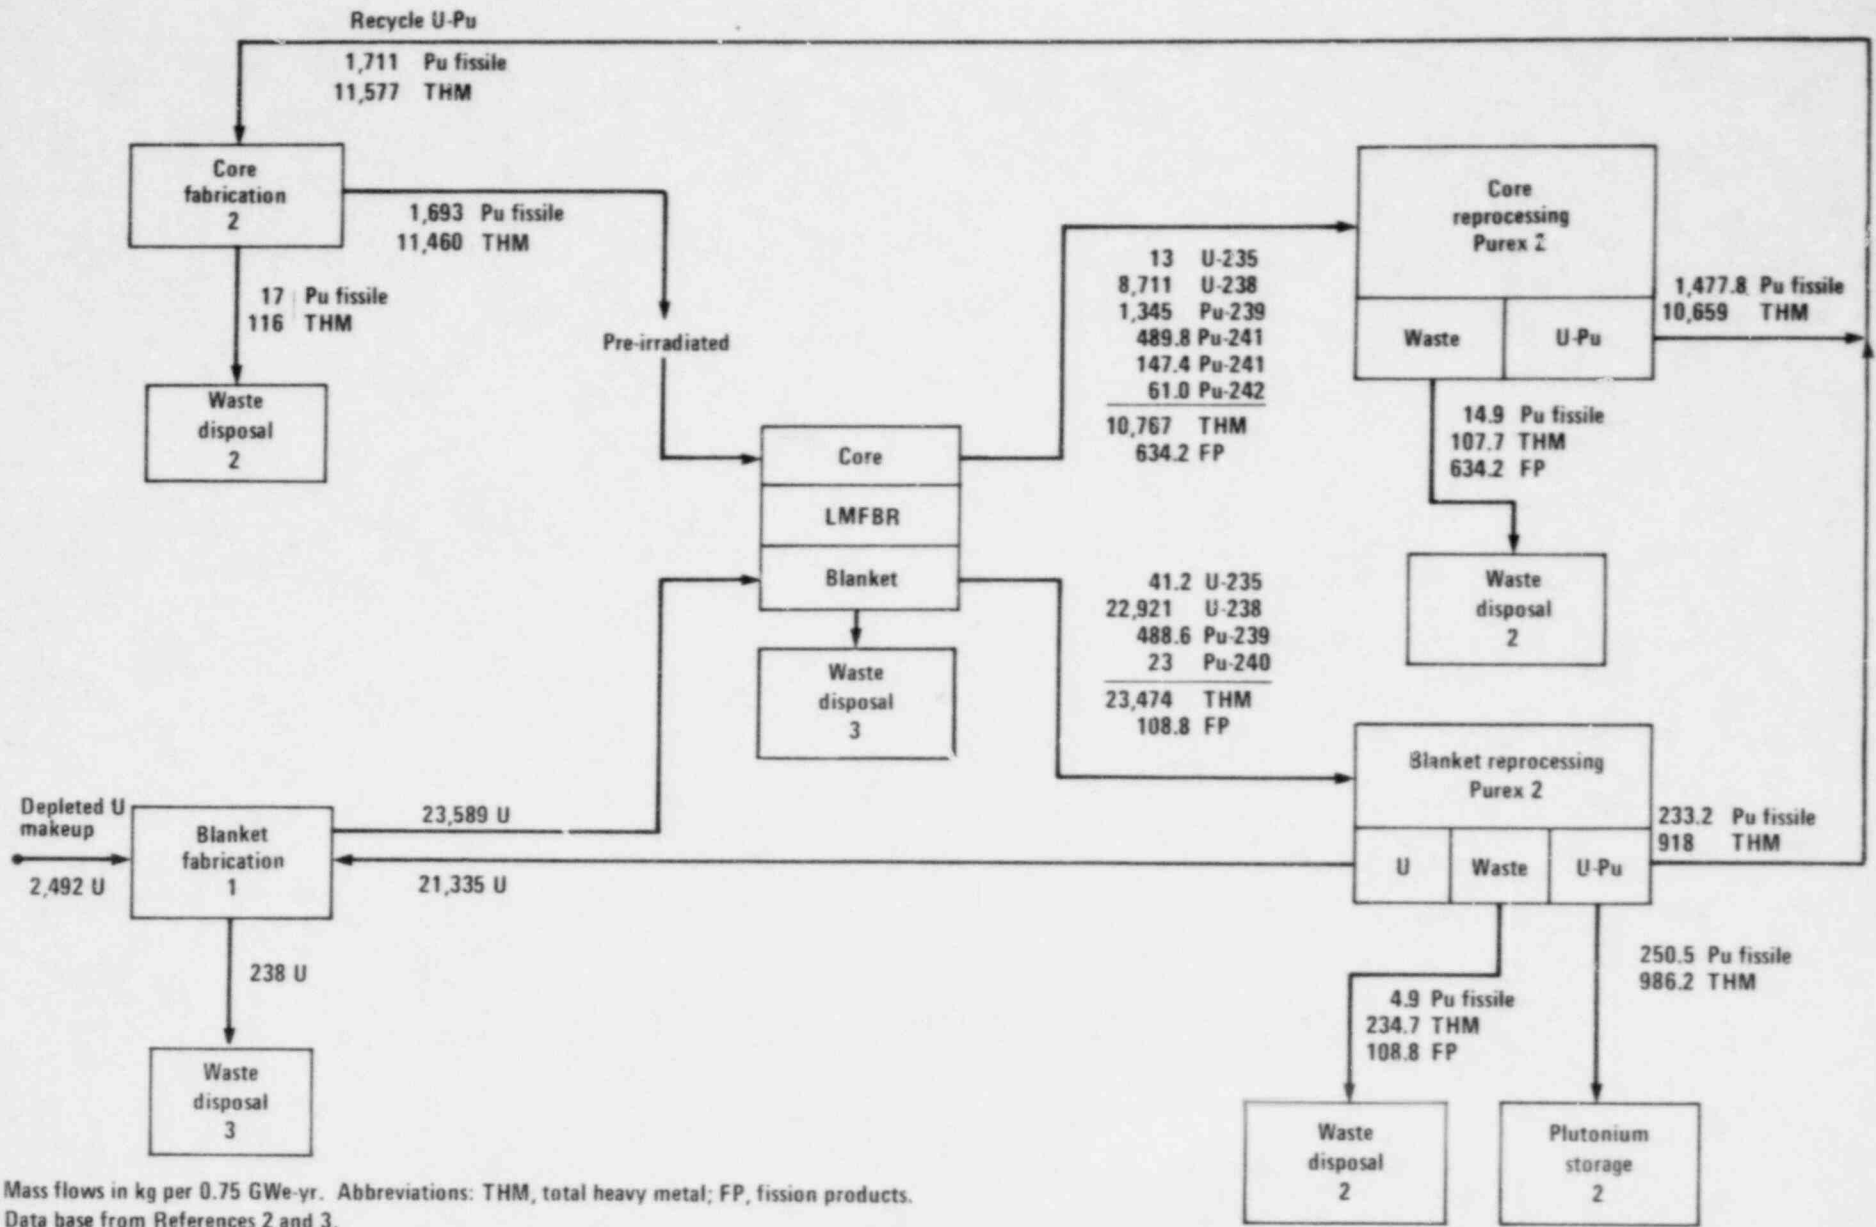 Recycle U-Pu
1,711 Pu fissile
11,577 THM
Core
fabrication
2
1,693 Pu fissile
11,460 THM
17 Pu fissile
116 THM
Waste
disposal
2
Pre-irradiated
Core
LMFBR
Blanket
Waste
disposal
3
13 U-235
8,711 U-238
1,345 Pu-239
489.8 Pu-241
147.4 Pu-241
61.0 Pu-242
10,767 THM
634.2 FP
Core
reprocessing
Purex 2
Waste
U-Pu
1,477.8 Pu fissile
10,659 THM
14.9 Pu fissile
107.7 THM
634.2 FP
Waste
disposal
2
41.2 U-235
22,921 U-238
488.6 Pu-239
23 Pu-240
23,474 THM
108.8 FP
Blanket reprocessing
Purex 2
U
Waste
U-Pu
233.2 Pu fissile
918 THM
Depleted U
makeup
2,492 U
Blanket
fabrication
1
23,589 U
21,335 U
238 U
Waste
disposal
3
4.9 Pu fissile
234.7 THM
108.8 FP
250.5 Pu fissile
986.2 THM
Waste
disposal
2
Plutonium
storage
2
Mass flows in kg per 0.75 GWe-yr. Abbreviations: THM, total heavy metal; FP, fission products.
Data base from References 2 and 3.